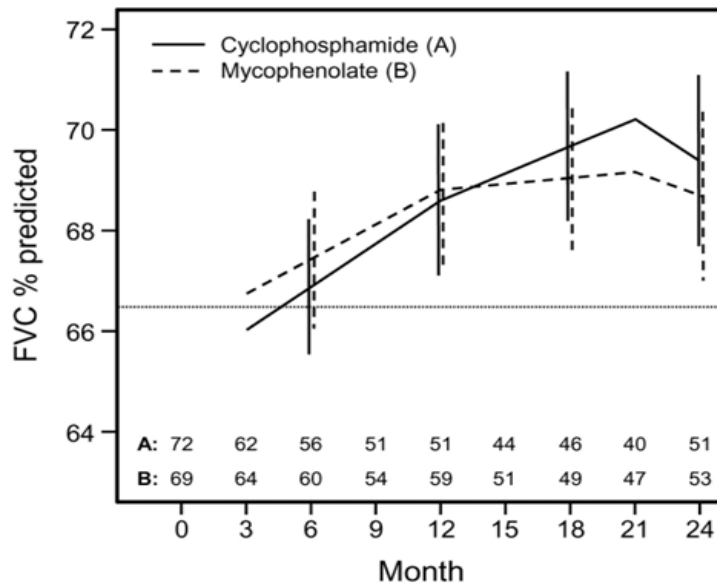 72
70
68
66
64
FVC % predicted
Cyclophosphamide (A)
Mycophenolate (B)
A: 72 62 56 51 51 44 46 40 51
B: 69 64 60 54 59 51 49 47 53
0 3 6 9 12 15 18 21 24
Month